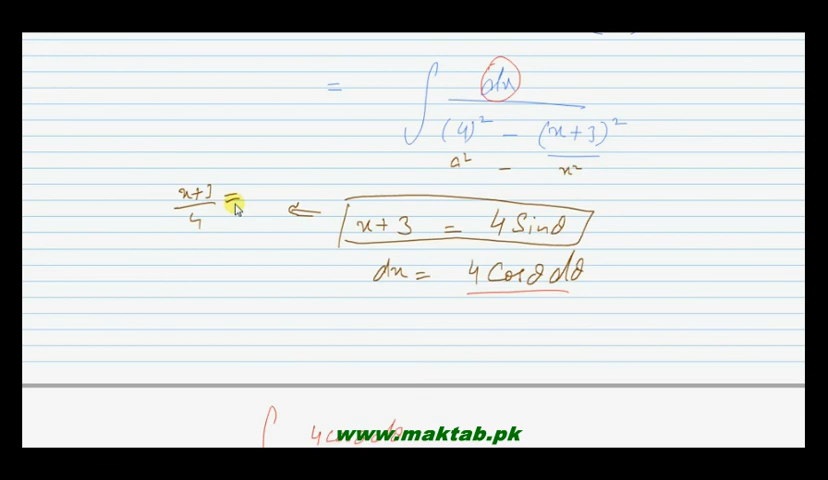 = ∫ dx / (4)² - (x+3)²
a² - x²
x+3 / 4 = ⇐ x+3 = 4 Sinθ
dx = 4 Cosθ dθ
∫ 4cosθdθ
www.maktab.pk